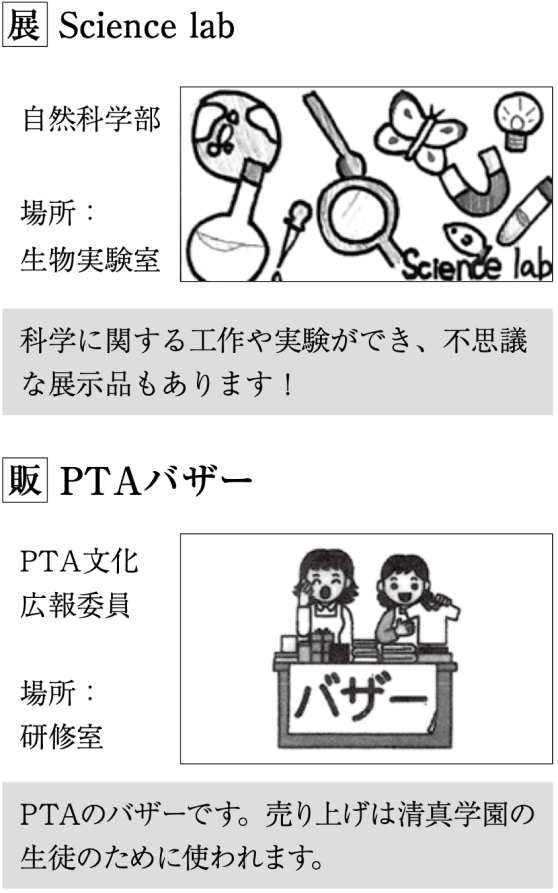 展 Science lab
自然科学部
場所：
生物実験室
Science lab
科学に関する工作や実験ができ、不思議
な展示品もあります！
販 PTAバザー
PTA文化
広報委員
場所：
研修室
バザー
PTAのバザーです。売り上げは清真学園の
生徒のために使われます。